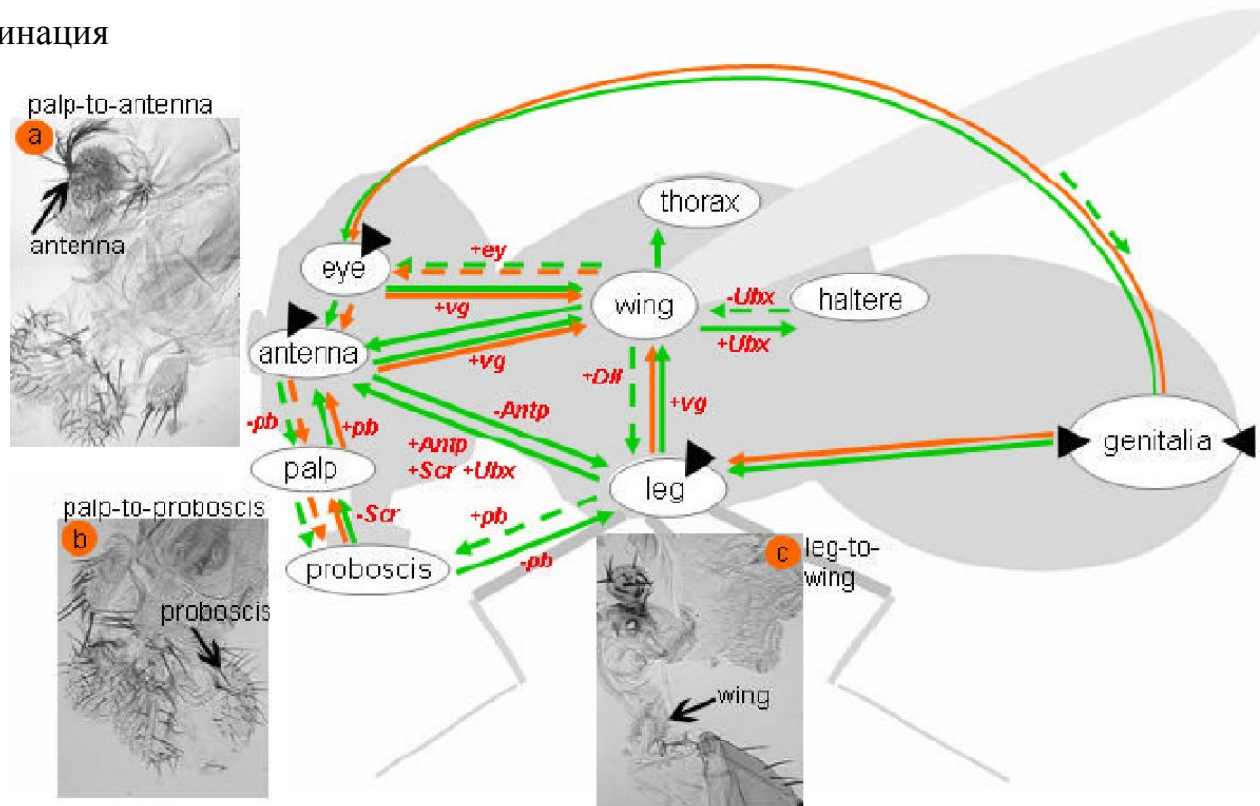 инация
palp-to-antenna
a
antenna
thorax
eye
+ey
wing
-Ubx
haltere
+vg
+Ubx
antenna
+vg
+Dll
-Antp
+vg
-pb
+pb
+Antp
genitalia
palp
+Scr +Ubx
leg
palp-to-proboscis
-Scr
+pb
b
c
leg-to-
wing
proboscis
-pb
proboscis
wing